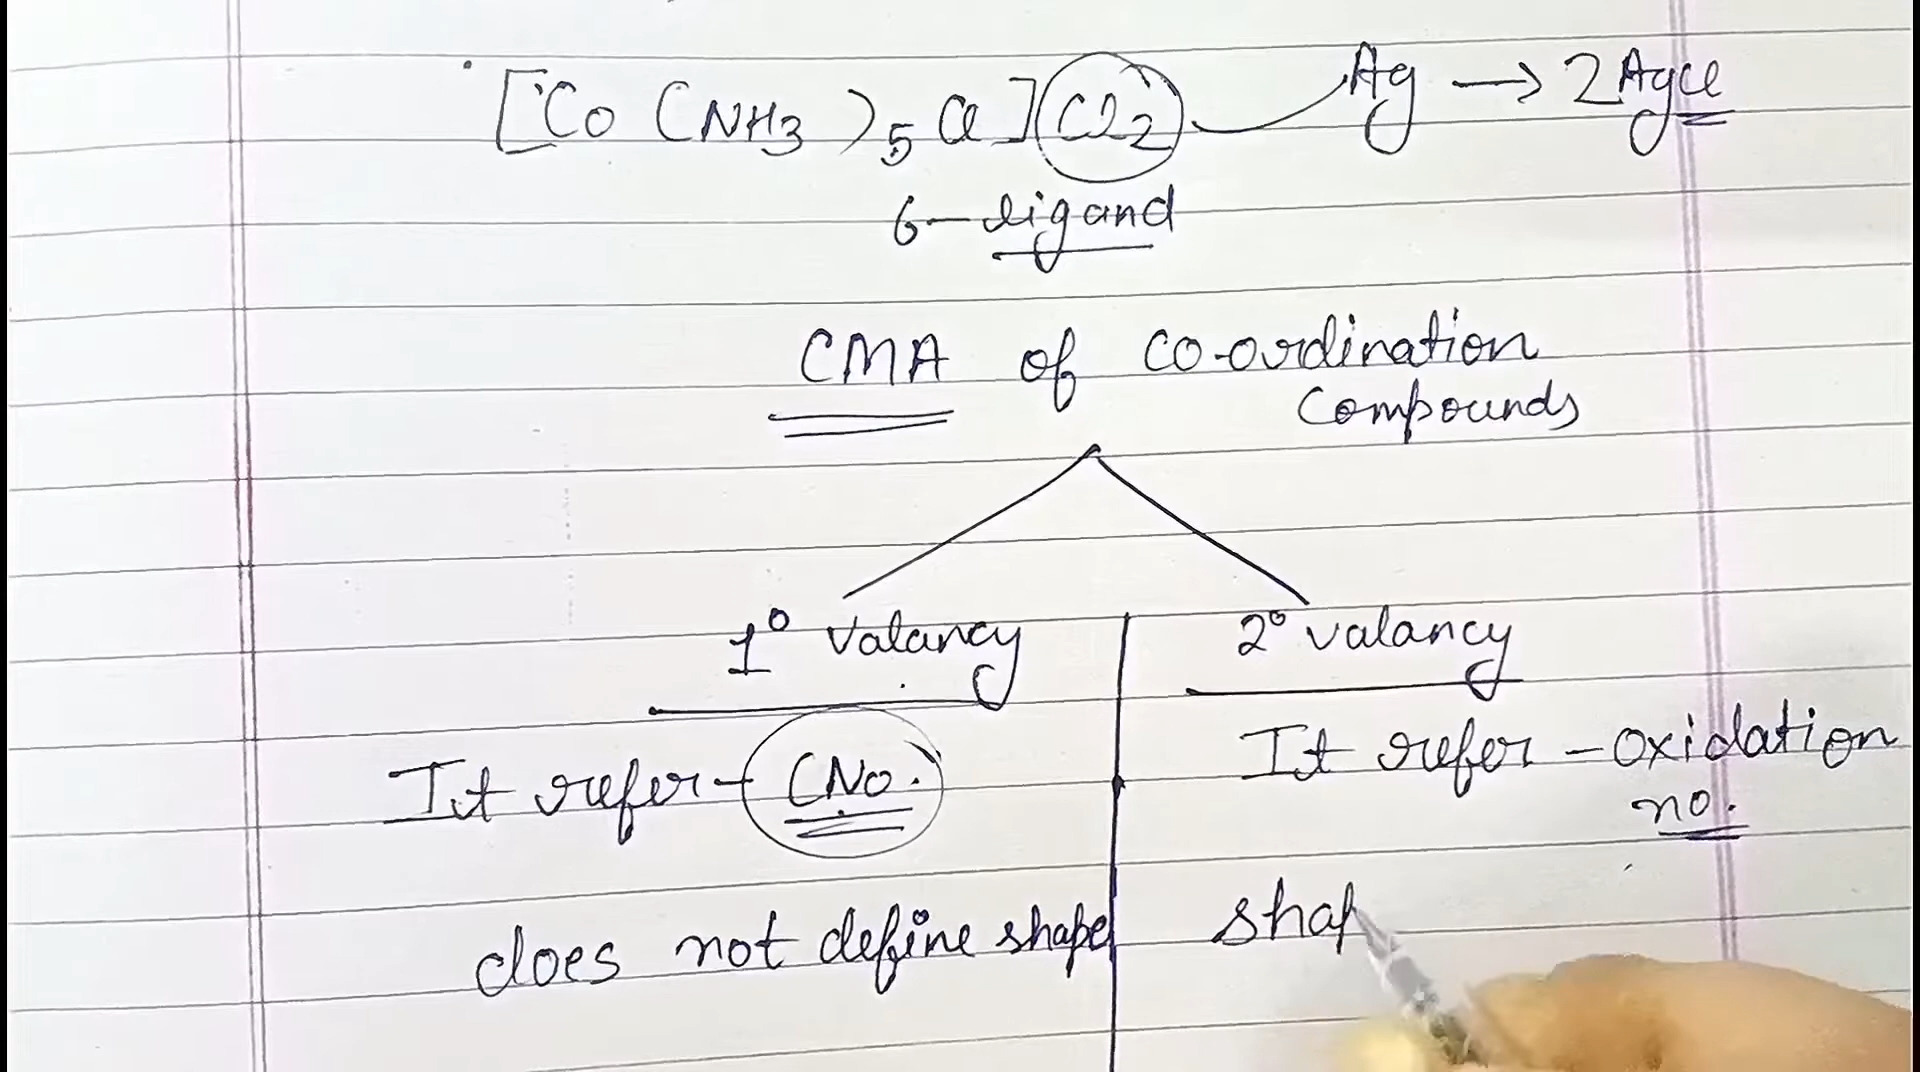 [Co (NH3)5 Cl] Cl2 Ag → 2AgCl
6-ligand
CMA of co-ordination
Compounds
1° Valancy
2° valancy
It refer - CNo.
It refer - oxidation
no.
does not define shape
shap